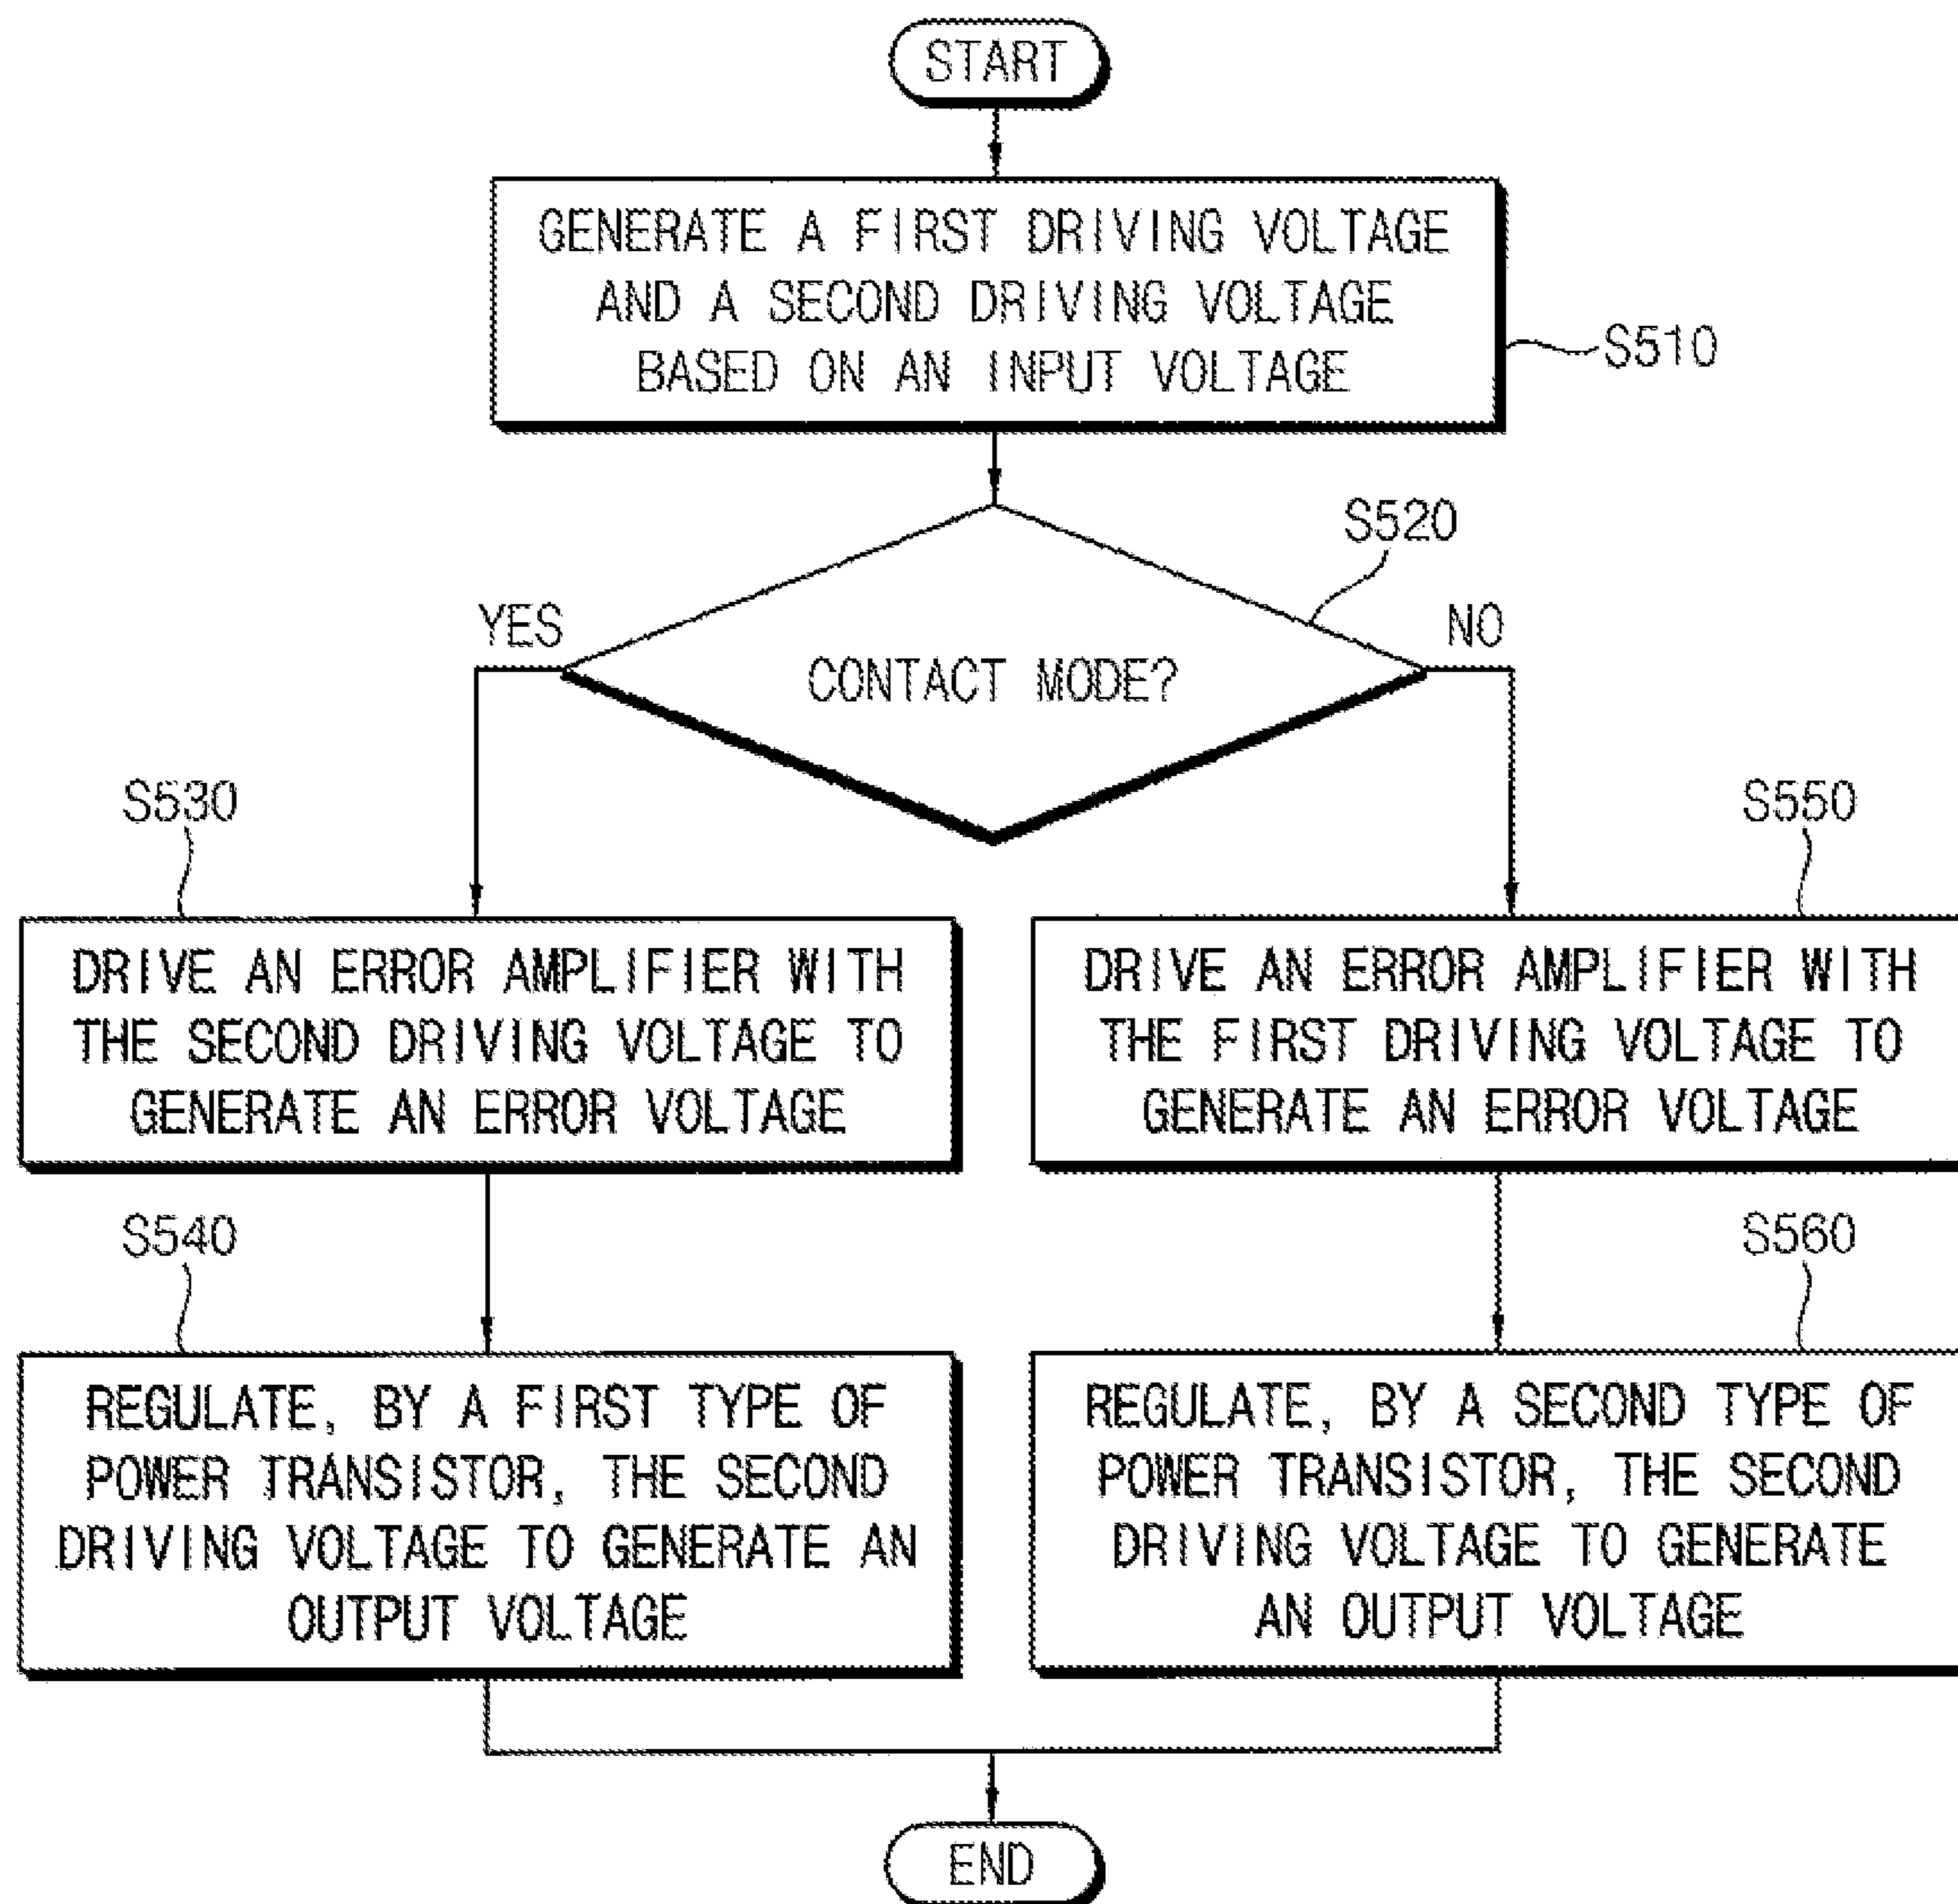 START
GENERATE A FIRST DRIVING VOLTAGE
AND A SECOND DRIVING VOLTAGE
BASED ON AN INPUT VOLTAGE
S510
S520
YES
NO
CONTACT MODE?
S530
DRIVE AN ERROR AMPLIFIER WITH
THE SECOND DRIVING VOLTAGE TO
GENERATE AN ERROR VOLTAGE
S550
DRIVE AN ERROR AMPLIFIER WITH
THE FIRST DRIVING VOLTAGE TO
GENERATE AN ERROR VOLTAGE
S540
REGULATE, BY A FIRST TYPE OF
POWER TRANSISTOR, THE SECOND
DRIVING VOLTAGE TO GENERATE AN
OUTPUT VOLTAGE
S560
REGULATE, BY A SECOND TYPE OF
POWER TRANSISTOR, THE SECOND
DRIVING VOLTAGE TO GENERATE
AN OUTPUT VOLTAGE
END